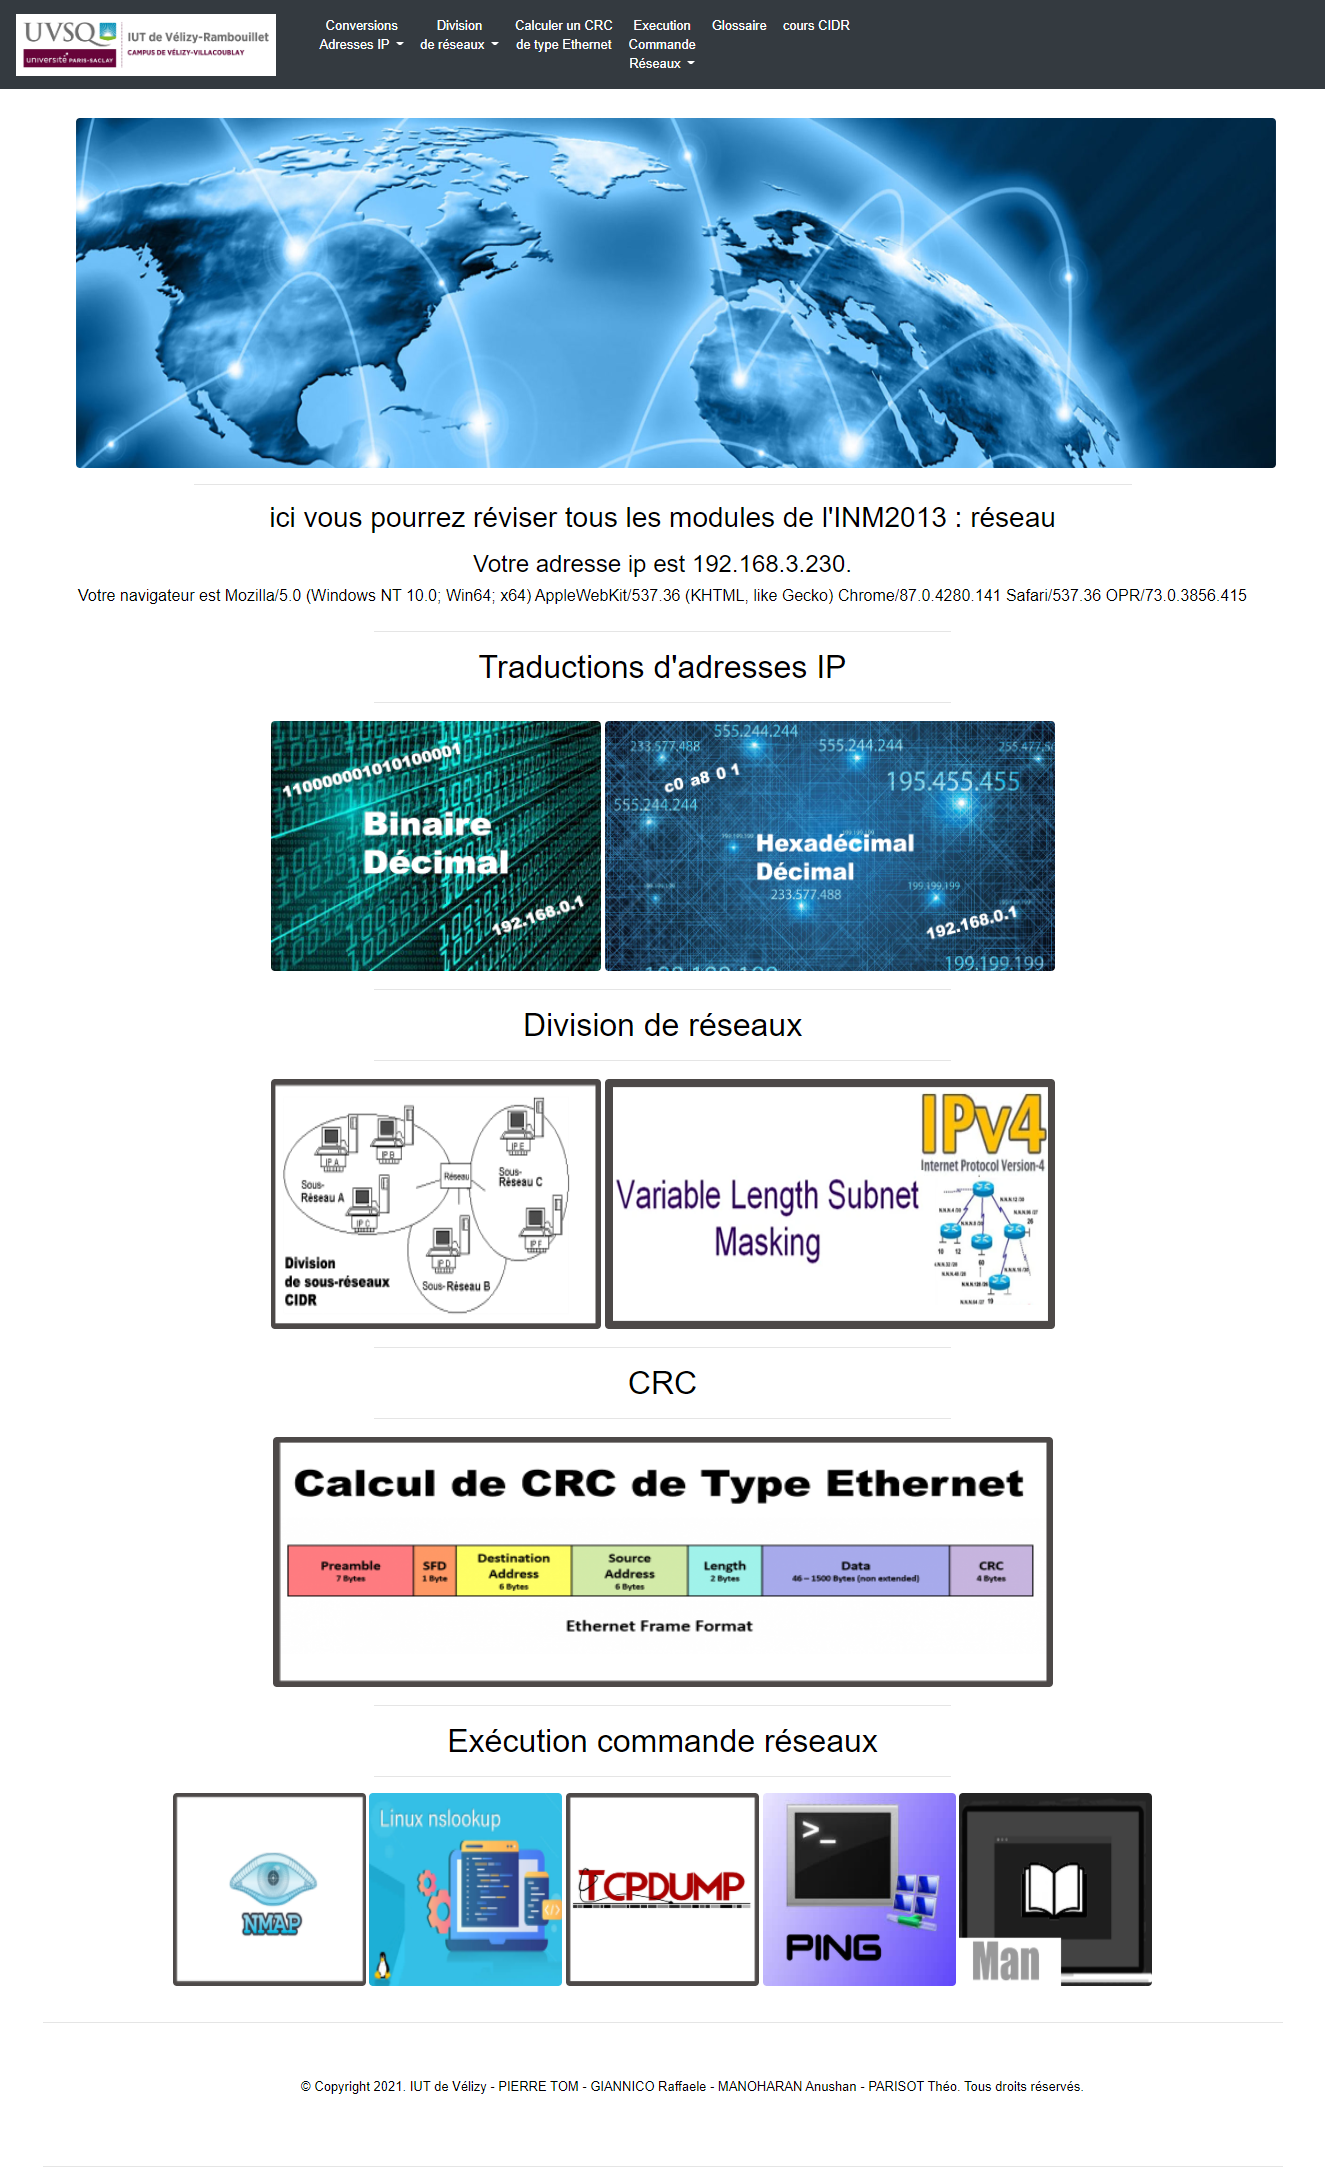 UVSQ
université PARIS-SACLAY
IUT de Vélizy-Rambouillet
CAMPUS DE VÉLIZY-VILLACOUBLAY
Conversions
Adresses IP
Division
de réseaux
Calculer un CRC
de type Ethernet
Execution
Commande
Réseaux
Glossaire
cours CIDR
ici vous pourrez réviser tous les modules de l'INM2013 : réseau
Votre adresse ip est 192.168.3.230.
Votre navigateur est Mozilla/5.0 (Windows NT 10.0; Win64; x64) AppleWebKit/537.36 (KHTML, like Gecko) Chrome/87.0.4280.141 Safari/537.36 OPR/73.0.3856.415
Traductions d'adresses IP
110000001010100001
Binaire
Décimal
192.168.0.1
555.244.244
233.577.488
555.244.244
c0 a8 0 1
195.455.455
555.244.244
Hexadécimal
Décimal
233.577.488
199.199.199
192.168.0.1
199.199.199
Division de réseaux
IP.A
IP.B
IP.C
IP.D
IP.E
IP.F
Sous-
Réseau A
Réseau
Sous-
Réseau C
Sous-Réseau B
Division
de sous-réseaux
CIDR
IPv4
Internet Protocol Version-4
Variable Length Subnet
Masking
CRC
Calcul de CRC de Type Ethernet
Preamble
7 Bytes
SFD
1 Byte
Destination
Address
6 Bytes
Source
Address
6 Bytes
Length
2 Bytes
Data
46 – 1500 Bytes (non extended)
CRC
4 Bytes
Ethernet Frame Format
Exécution commande réseaux
NMAP
Linux nslookup
TCPDUMP
>_
PING
Man
© Copyright 2021. IUT de Vélizy - PIERRE TOM - GIANNICO Raffaele - MANOHARAN Anushan - PARISOT Théo. Tous droits réservés.